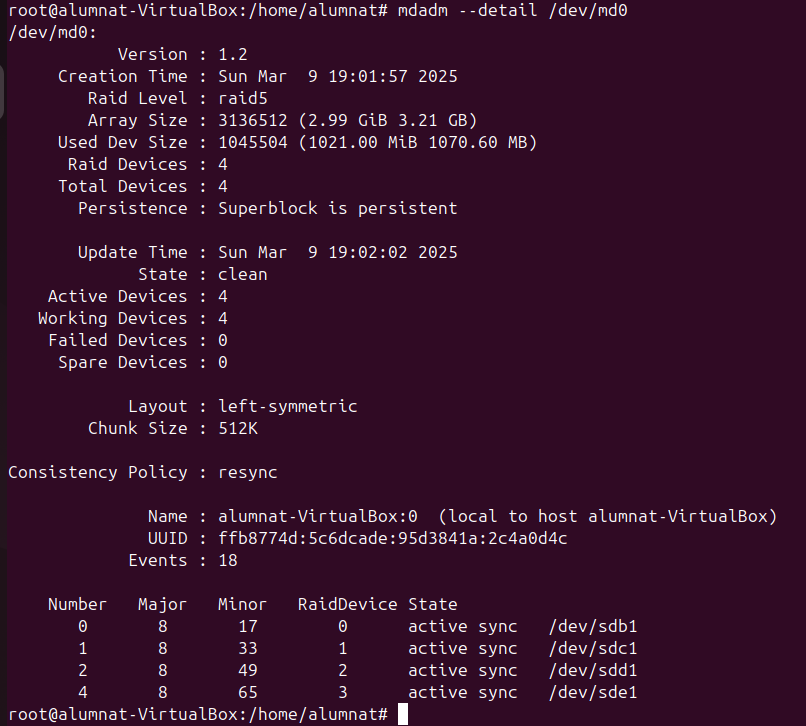 root@alumnat-VirtualBox:/home/alumnat# mdadm --detail /dev/md0
/dev/md0:
Version : 1.2
Creation Time : Sun Mar  9 19:01:57 2025
Raid Level : raid5
Array Size : 3136512 (2.99 GiB 3.21 GB)
Used Dev Size : 1045504 (1021.00 MiB 1070.60 MB)
Raid Devices : 4
Total Devices : 4
Persistence : Superblock is persistent
Update Time : Sun Mar  9 19:02:02 2025
State : clean
Active Devices : 4
Working Devices : 4
Failed Devices : 0
Spare Devices : 0
Layout : left-symmetric
Chunk Size : 512K
Consistency Policy : resync
Name : alumnat-VirtualBox:0  (local to host alumnat-VirtualBox)
UUID : ffb8774d:5c6dcade:95d3841a:2c4a0d4c
Events : 18
Number   Major   Minor   RaidDevice State
0       8       17        0      active sync   /dev/sdb1
1       8       33        1      active sync   /dev/sdc1
2       8       49        2      active sync   /dev/sdd1
4       8       65        3      active sync   /dev/sde1
root@alumnat-VirtualBox:/home/alumnat#